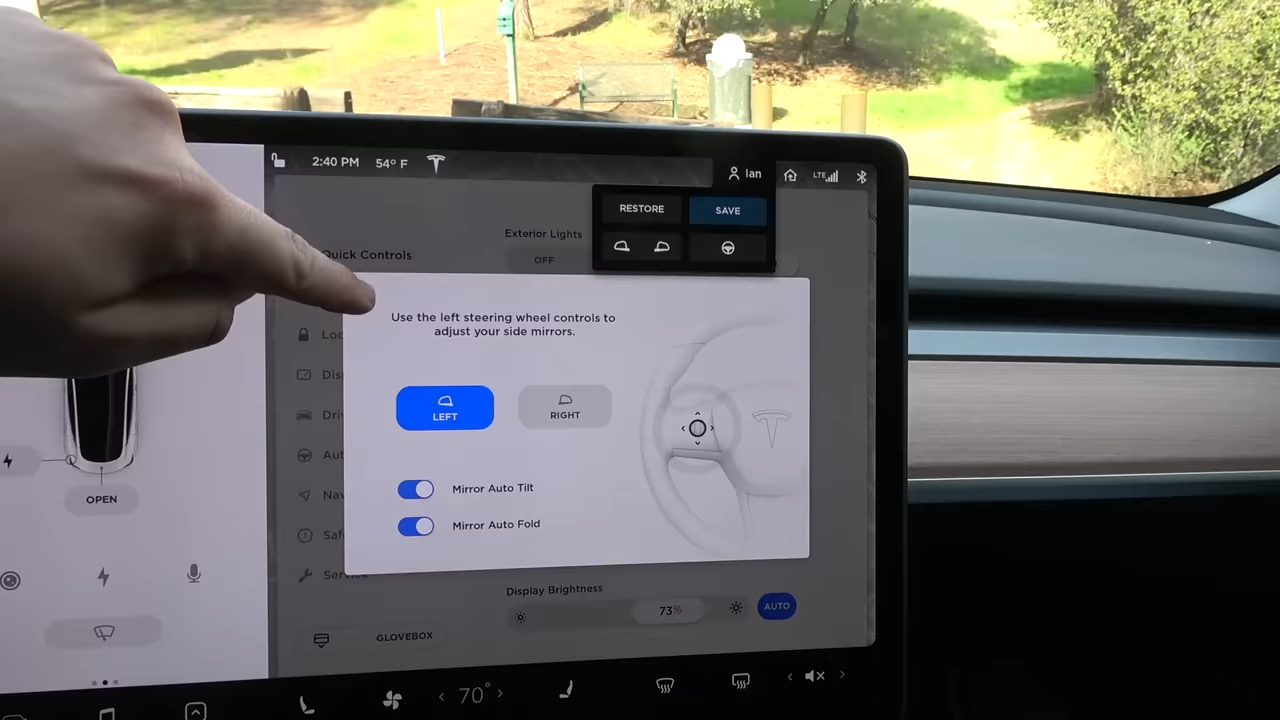 2:40 PM 54° F
Ian
LTE
RESTORE SAVE
Exterior Lights
OFF
Quick Controls
Use the left steering wheel controls to
adjust your side mirrors.
LEFT RIGHT
Mirror Auto Tilt
Mirror Auto Fold
OPEN
Display Brightness
73%
AUTO
GLOVEBOX
70°